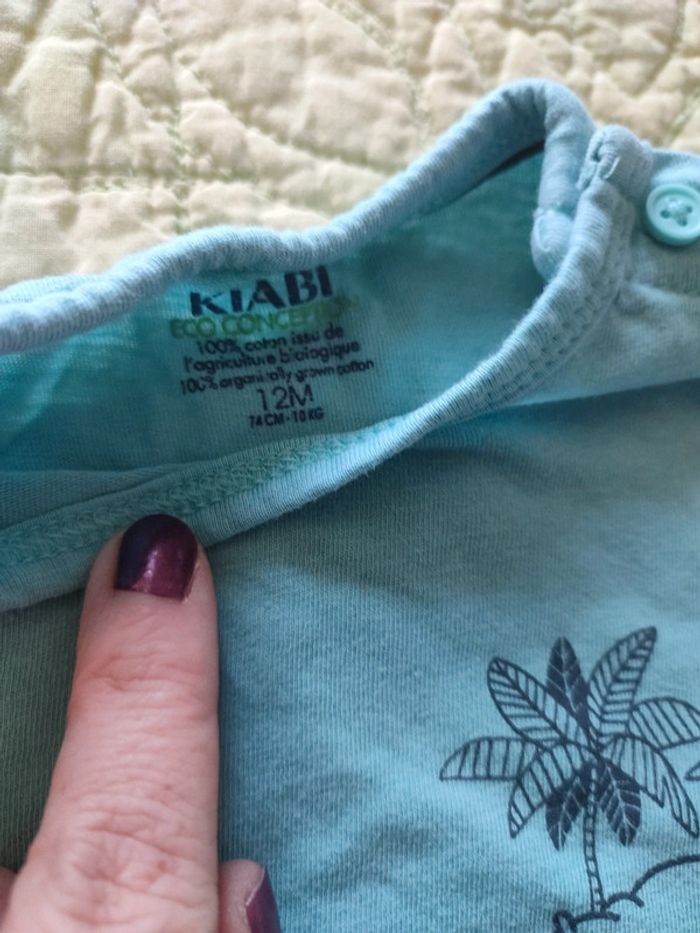 KIABI
ECO CONCEPTION
100% coton issu de
l'agriculture biologique
100% organically grown cotton
12M
74 CM - 10 KG